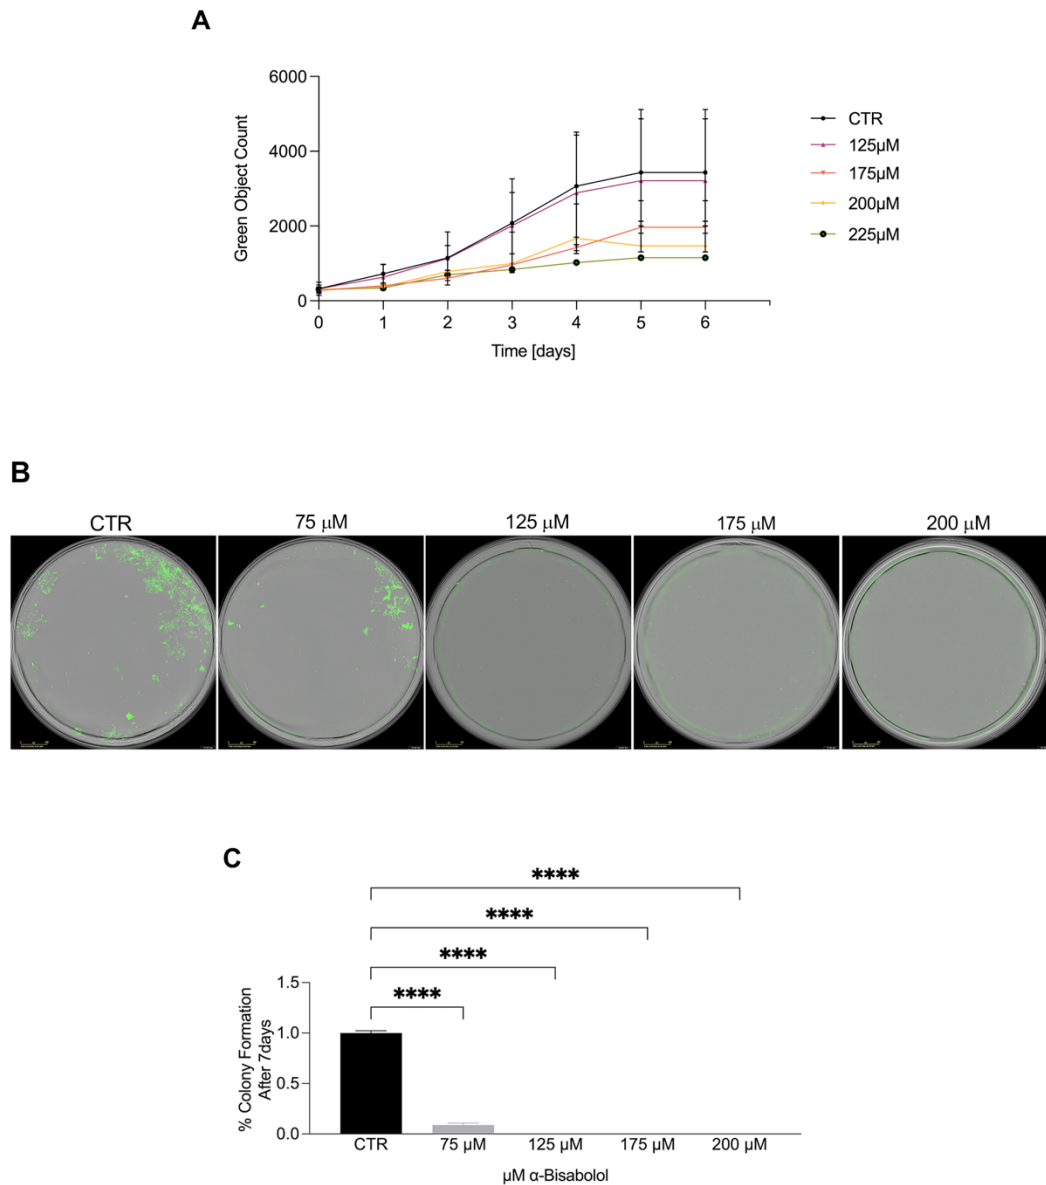 A
6000
4000
2000
0
Green Object Count
0 1 2 3 4 5 6
Time [days]
CTR
125µM
175µM
200µM
225µM
B
CTR 75 µM 125 µM 175 µM 200 µM
C
****
****
****
****
1.5
1.0
0.5
0.0
% Colony Formation
After 7days
CTR 75 µM 125 µM 175 µM 200 µM
µM α-Bisabolol